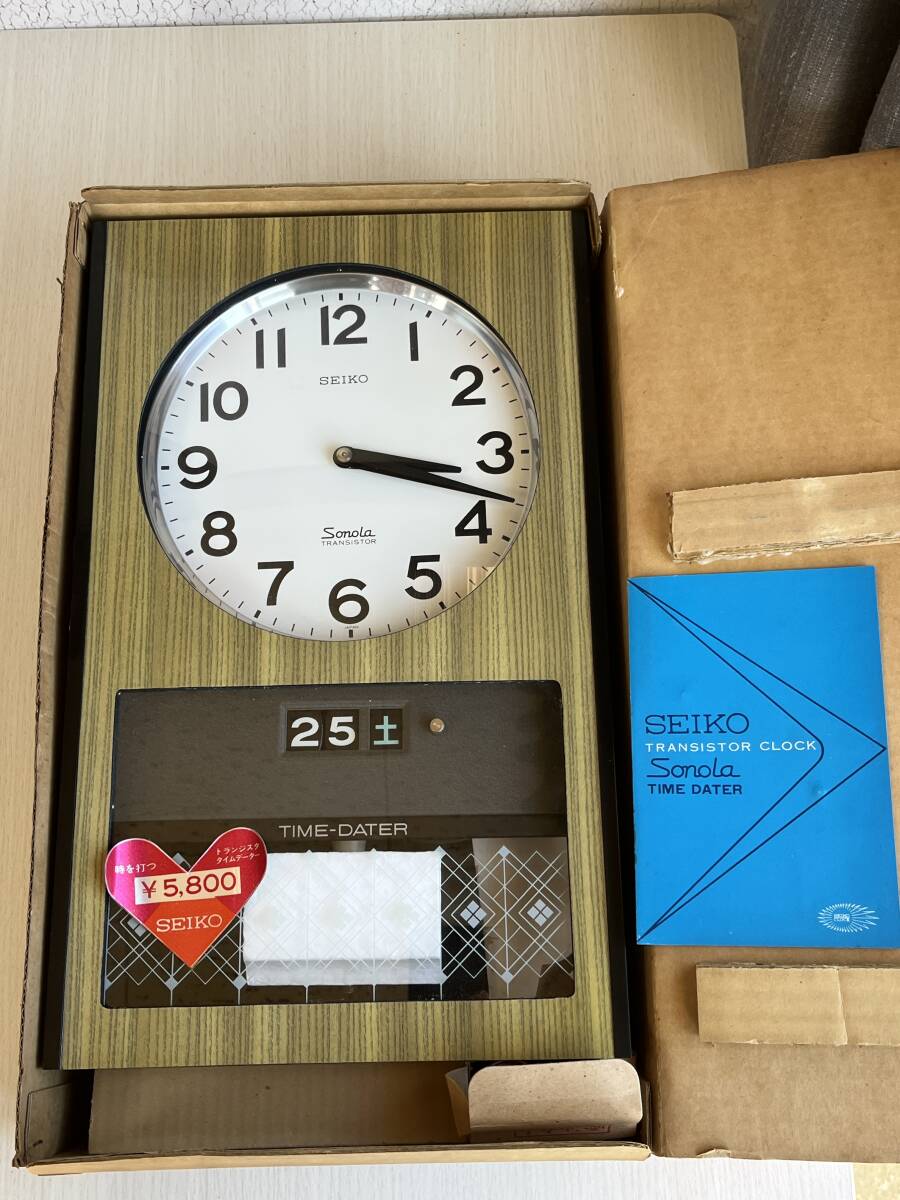 12
1
2
3
4
5
6
7
8
9
10
11
SEIKO
Sonola
TRANSISTOR
JAPAN
25 土
TIME-DATER
トランジスタ
タイムデーター
時を打つ
¥5,800
SEIKO
SEIKO
TRANSISTOR CLOCK
Sonola
TIME DATER